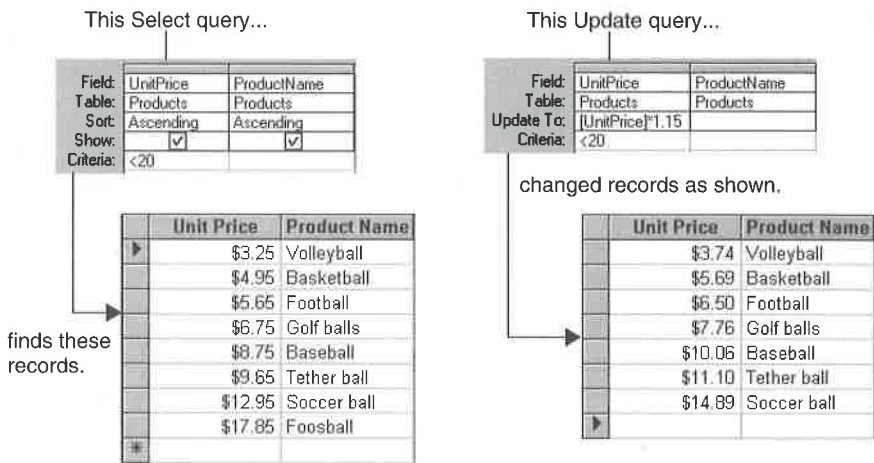 This Select query...
Field: UnitPrice ProductName
Table: Products Products
Sort: Ascending Ascending
Show:
Criteria: <20
finds these
records.
Unit Price Product Name
$3.25 Volleyball
$4.95 Basketball
$5.65 Football
$6.75 Golf balls
$8.75 Baseball
$9.65 Tether ball
$12.95 Soccer ball
$17.85 Foosball
This Update query...
Field: UnitPrice ProductName
Table: Products Products
Update To: [UnitPrice]*1.15
Criteria: <20
changed records as shown.
Unit Price Product Name
$3.74 Volleyball
$5.69 Basketball
$6.50 Football
$7.76 Golf balls
$10.06 Baseball
$11.10 Tether ball
$14.89 Soccer ball